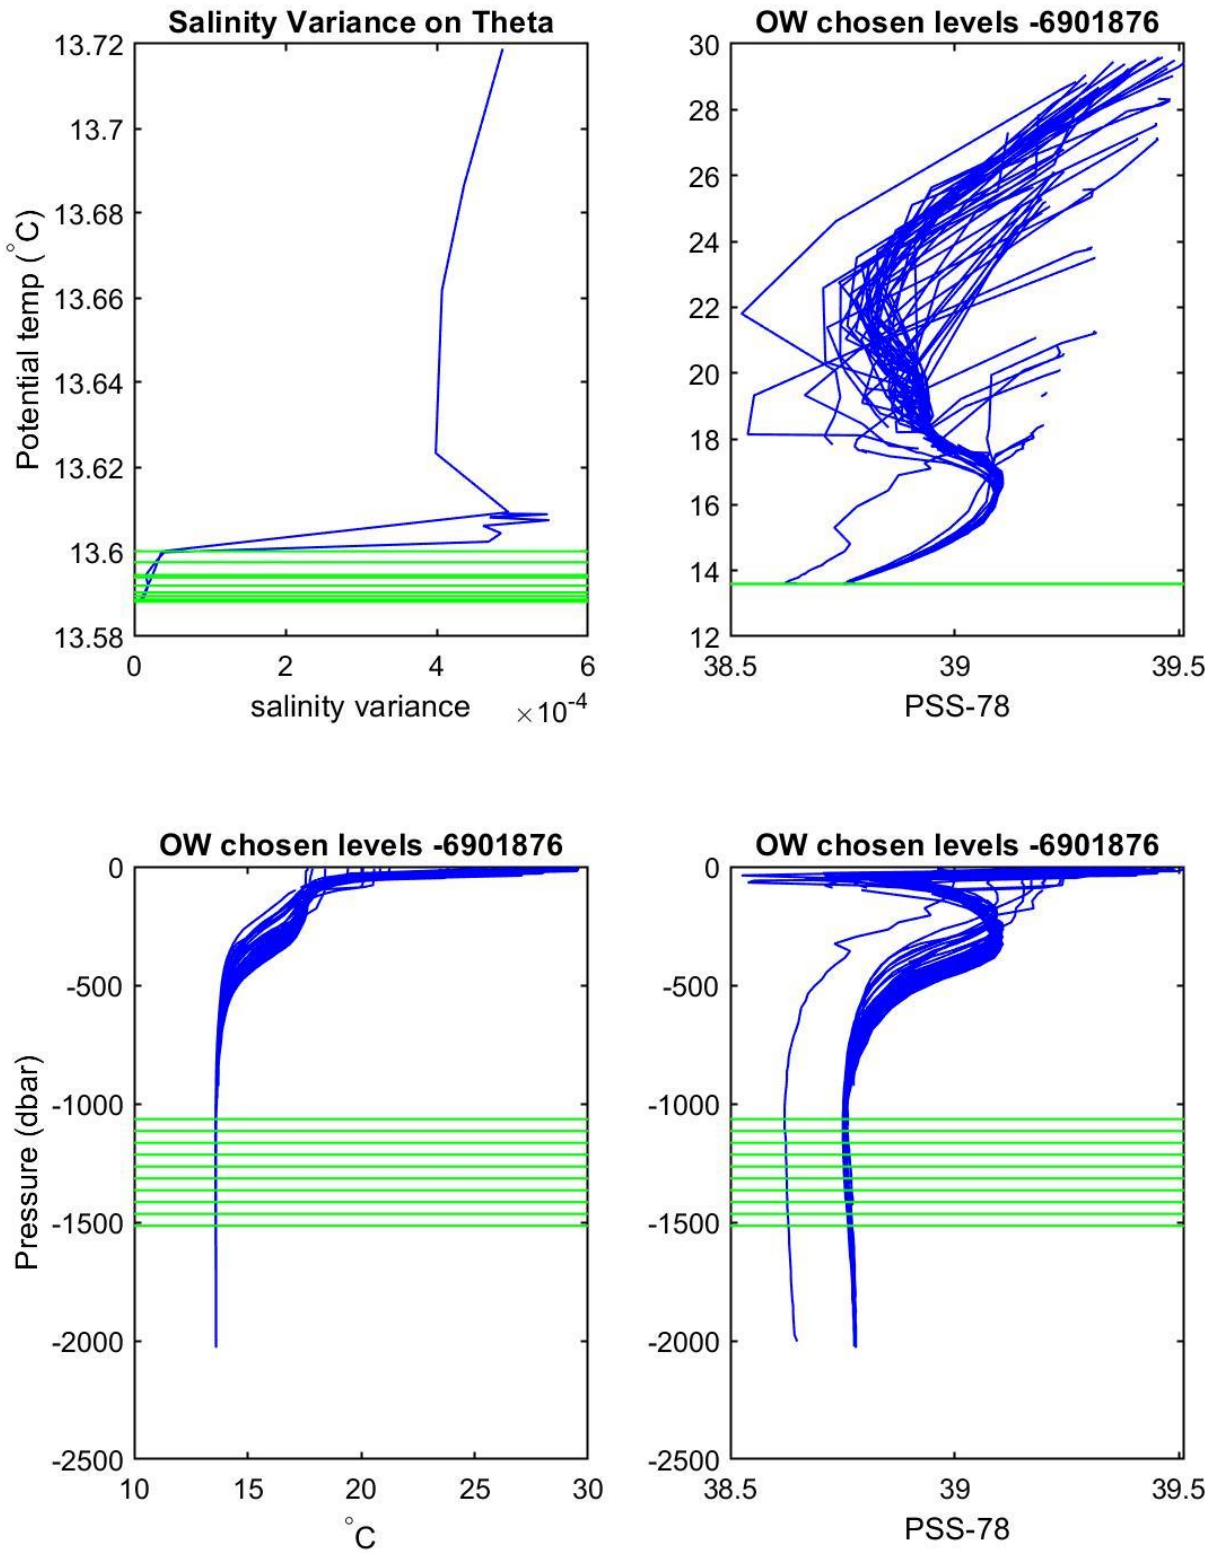 Salinity Variance on Theta
13.72
13.7
13.68
13.66
13.64
13.62
13.6
13.58
Potential temp (°C)
0 2 4 6
salinity variance ×10-4
OW chosen levels -6901876
30
28
26
24
22
20
18
16
14
12
38.5 39 39.5
PSS-78
OW chosen levels -6901876
0
-500
-1000
-1500
-2000
-2500
Pressure (dbar)
10 15 20 25 30
°C
OW chosen levels -6901876
0
-500
-1000
-1500
-2000
-2500
38.5 39 39.5
PSS-78